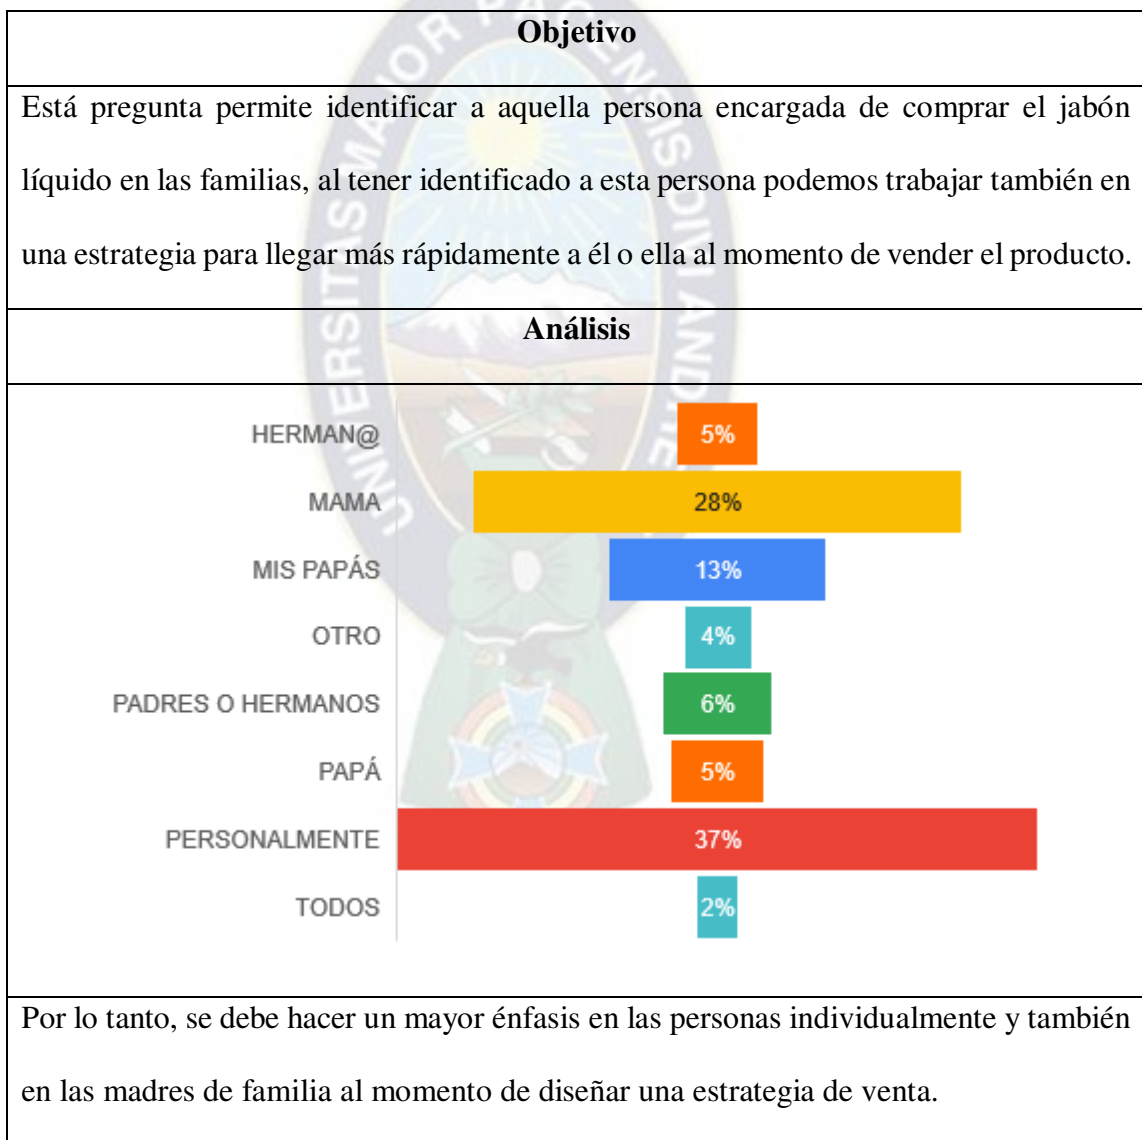 Objetivo
Está pregunta permite identificar a aquella persona encargada de comprar el jabón
líquido en las familias, al tener identificado a esta persona podemos trabajar también en
una estrategia para llegar más rápidamente a él o ella al momento de vender el producto.
Análisis
HERMAN@ 5%
MAMA 28%
MIS PAPÁS 13%
OTRO 4%
PADRES O HERMANOS 6%
PAPÁ 5%
PERSONALMENTE 37%
TODOS 2%
Por lo tanto, se debe hacer un mayor énfasis en las personas individualmente y también
en las madres de familia al momento de diseñar una estrategia de venta.